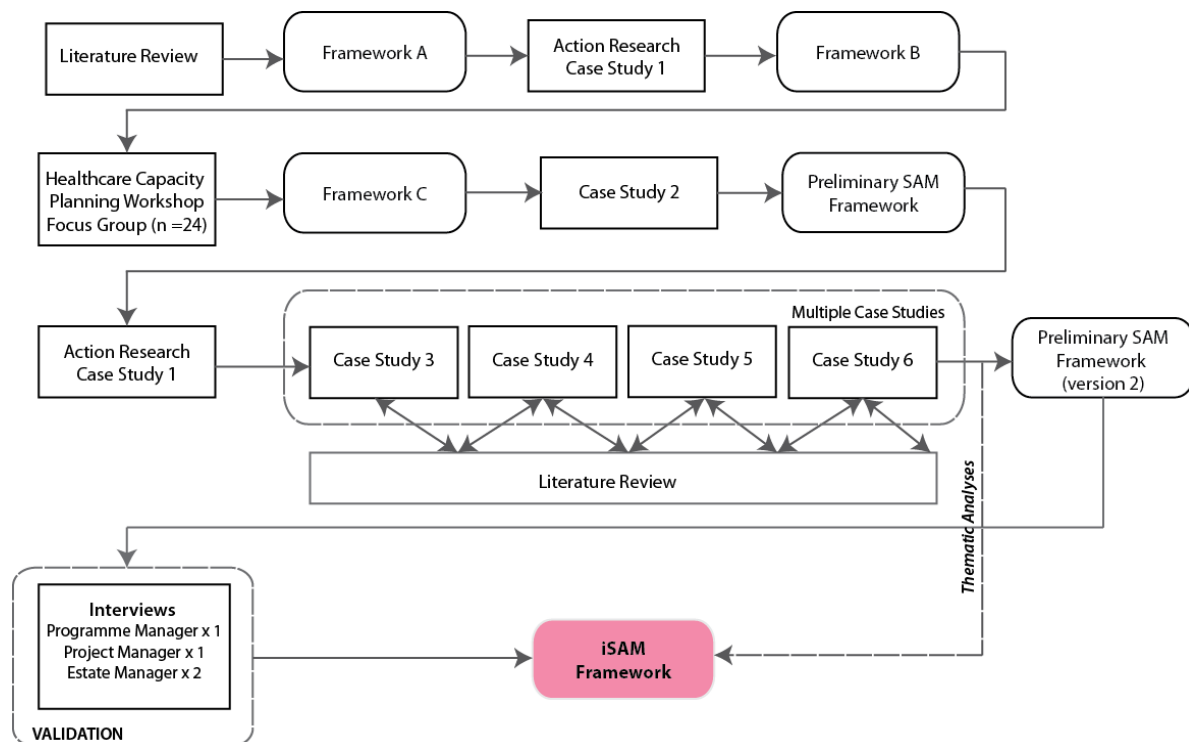 Literature Review
Framework A
Action Research
Case Study 1
Framework B
Healthcare Capacity
Planning Workshop
Focus Group (n =24)
Framework C
Case Study 2
Preliminary SAM
Framework
Action Research
Case Study 1
Multiple Case Studies
Case Study 3
Case Study 4
Case Study 5
Case Study 6
Preliminary SAM
Framework
(version 2)
Literature Review
Thematic Analyses
Interviews
Programme Manager x 1
Project Manager x 1
Estate Manager x 2
VALIDATION
iSAM
Framework